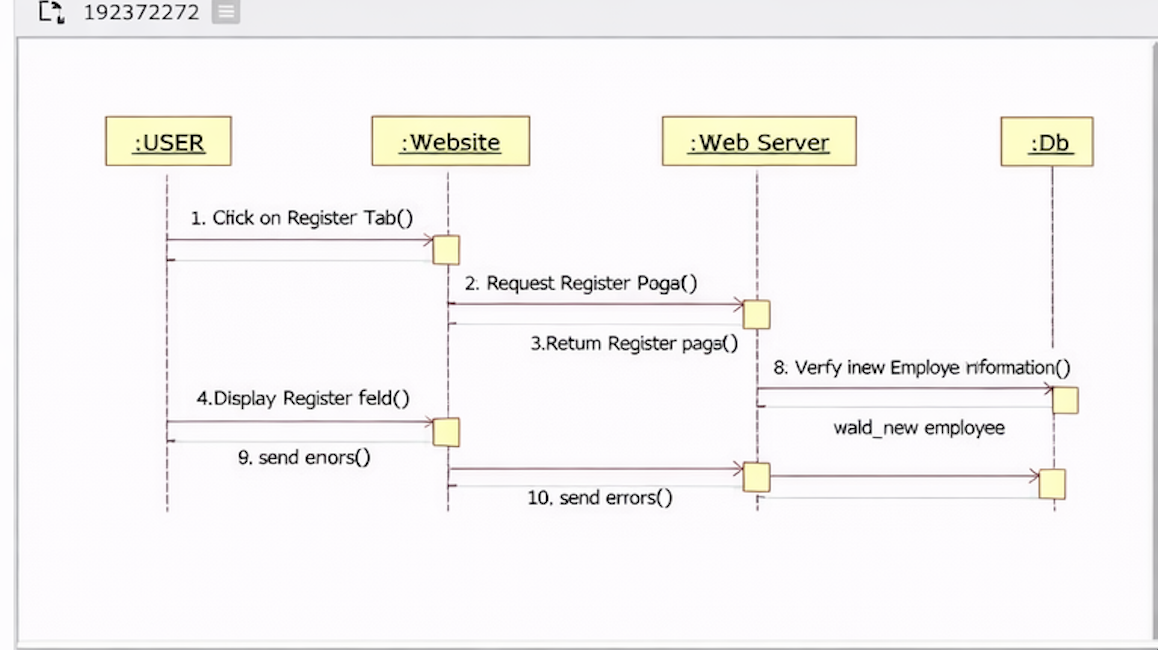 192372272
:USER
:Website
:Web Server
:Db
1. Click on Register Tab()
2. Request Register Poga()
3.Retum Register paga()
8. Verfy inew Employe nformation()
4.Display Register feld()
wald_new employee
9. send enors()
10. send errors()